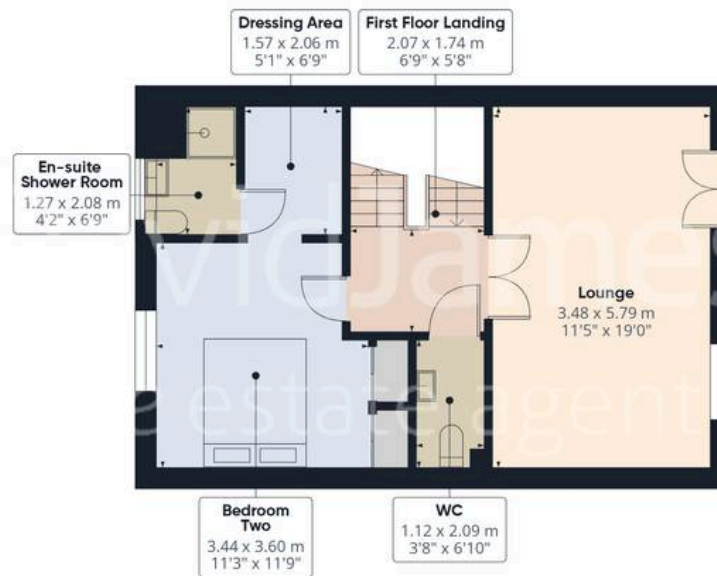 Dressing Area
1.57 x 2.06 m
5'1" x 6'9"
First Floor Landing
2.07 x 1.74 m
6'9" x 5'8"
En-suite
Shower Room
1.27 x 2.08 m
4'2" x 6'9"
Lounge
3.48 x 5.79 m
11'5" x 19'0"
Bedroom
Two
3.44 x 3.60 m
11'3" x 11'9"
WC
1.12 x 2.09 m
3'8" x 6'10"
vidJames
e estate agent